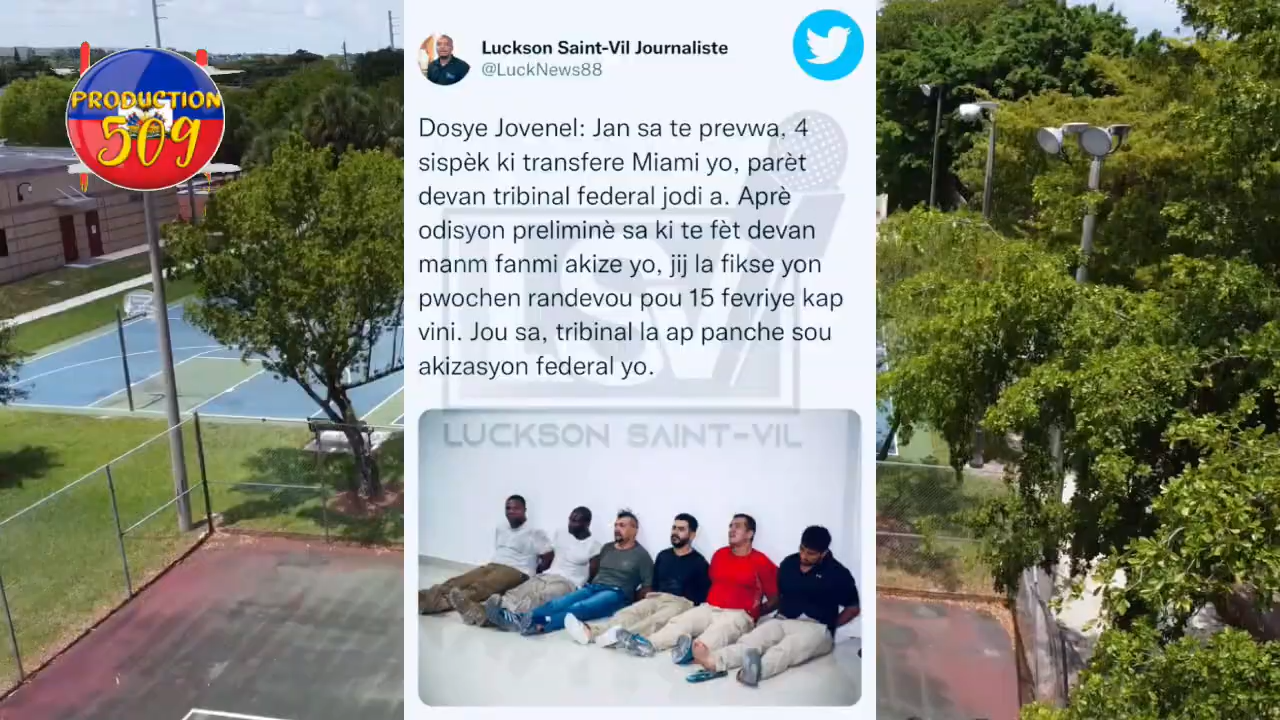 PRODUCTION
509
Luckson Saint-Vil Journaliste
@LuckNews88
Dosye Jovenel: Jan sa te prevwa, 4
sispèk ki transfere Miami yo, parèt
devan tribinal federal jodi a. Aprè
odisyon preliminè sa ki te fèt devan
manm fanmi akize yo, jij la fikse yon
pwochen randevou pou 15 fevriye kap
vini. Jou sa, tribinal la ap panche sou
akizasyon federal yo.
LSV
LUCKSON SAINT-VIL